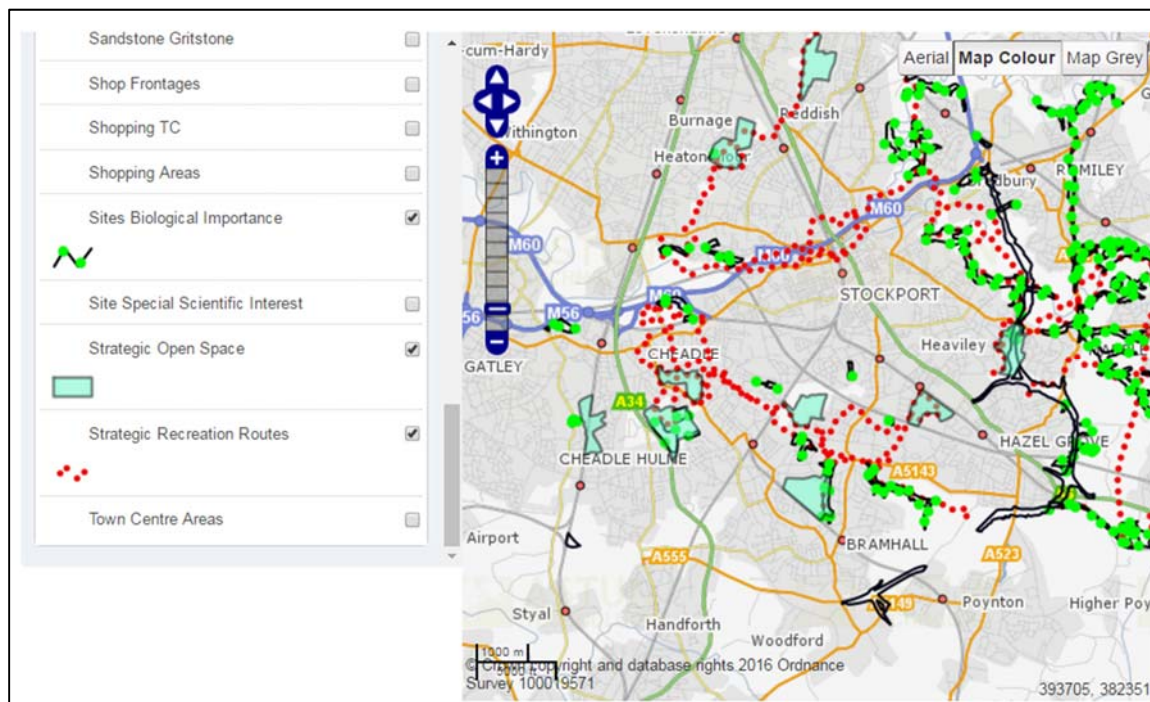 Sandstone Gritstone
Shop Frontages
Shopping TC
Shopping Areas
Sites Biological Importance
Site Special Scientific Interest
Strategic Open Space
Strategic Recreation Routes
Town Centre Areas
Aerial
Map Colour
Map Grey
cum-Hardy
Withington
Burnage
Reddish
Heaton
ROMILEY
M60
M60
M60
M60
M56
56
STOCKPORT
GATLEY
CHEADLE
Heaviley
A34
CHEADLE HULME
HAZEL GROVE
A5143
Airport
BRAMHALL
A555
A523
Styal
Handforth
Woodford
Poynton
Higher Poy
1000 m
© Crown copyright and database rights 2016 Ordnance
Survey 100019571
393705, 382351